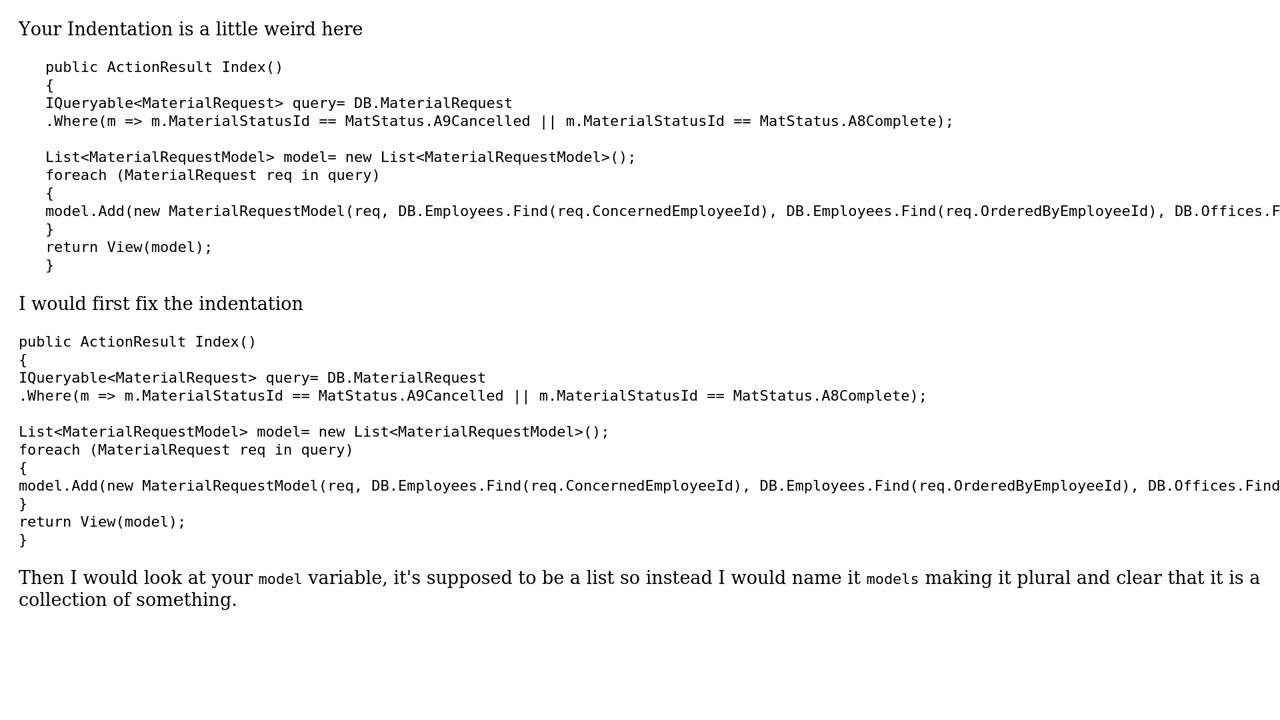 Your Indentation is a little weird here
public ActionResult Index()
{
IQueryable<MaterialRequest> query= DB.MaterialRequest
.Where(m => m.MaterialStatusId == MatStatus.A9Cancelled || m.MaterialStatusId == MatStatus.A8Complete);
List<MaterialRequestModel> model= new List<MaterialRequestModel>();
foreach (MaterialRequest req in query)
{
model.Add(new MaterialRequestModel(req, DB.Employees.Find(req.ConcernedEmployeeId), DB.Employees.Find(req.OrderedByEmployeeId), DB.Offices.F
}
return View(model);
}
I would first fix the indentation
public ActionResult Index()
{
IQueryable<MaterialRequest> query= DB.MaterialRequest
.Where(m => m.MaterialStatusId == MatStatus.A9Cancelled || m.MaterialStatusId == MatStatus.A8Complete);
List<MaterialRequestModel> model= new List<MaterialRequestModel>();
foreach (MaterialRequest req in query)
{
model.Add(new MaterialRequestModel(req, DB.Employees.Find(req.ConcernedEmployeeId), DB.Employees.Find(req.OrderedByEmployeeId), DB.Offices.Find
}
return View(model);
}
Then I would look at your model variable, it's supposed to be a list so instead I would name it models making it plural and clear that it is a
collection of something.